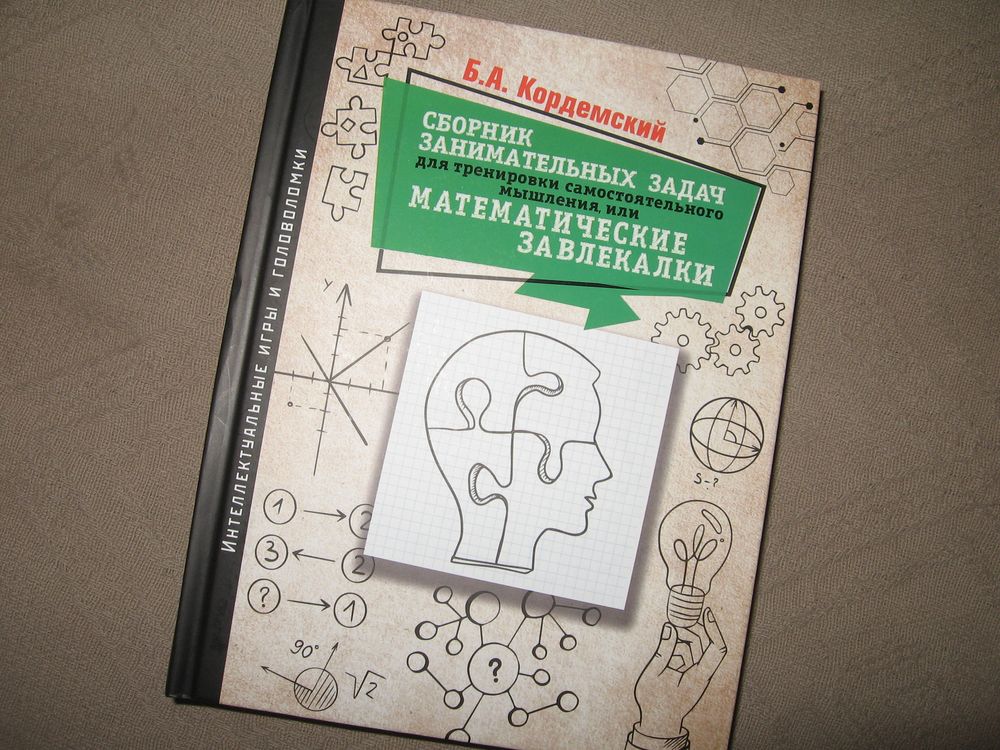 Б.А. Кордемский
СБОРНИК
ЗАНИМАТЕЛЬНЫХ ЗАДАЧ
для тренировки самостоятельного
мышления, или
МАТЕМАТИЧЕСКИЕ
ЗАВЛЕКАЛКИ
Интеллектуальные игры и головоломки
y
S-?
1 2
3 2
? 1
90°
√2
?